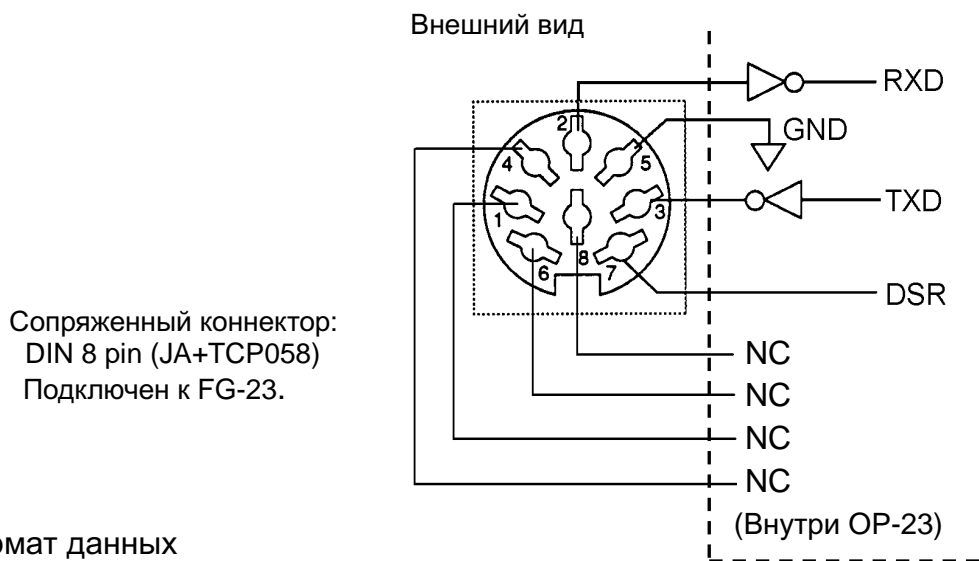 Внешний вид
RXD
GND
TXD
DSR
2
4
5
1
3
6
8
7
Сопряженный коннектор:
DIN 8 pin (JA+TCP058)
Подключен к FG-23.
NC
NC
NC
NC
(Внутри OP-23)
омат данных